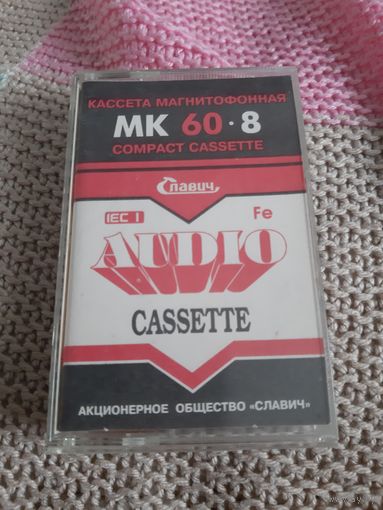 КАССЕТА МАГНИТОФОННАЯ
МК 60·8
COMPACT CASSETTE
Славич
IEC I Fe
AUDIO
CASSETTE
АКЦИОНЕРНОЕ ОБЩЕСТВО «СЛАВИЧ»